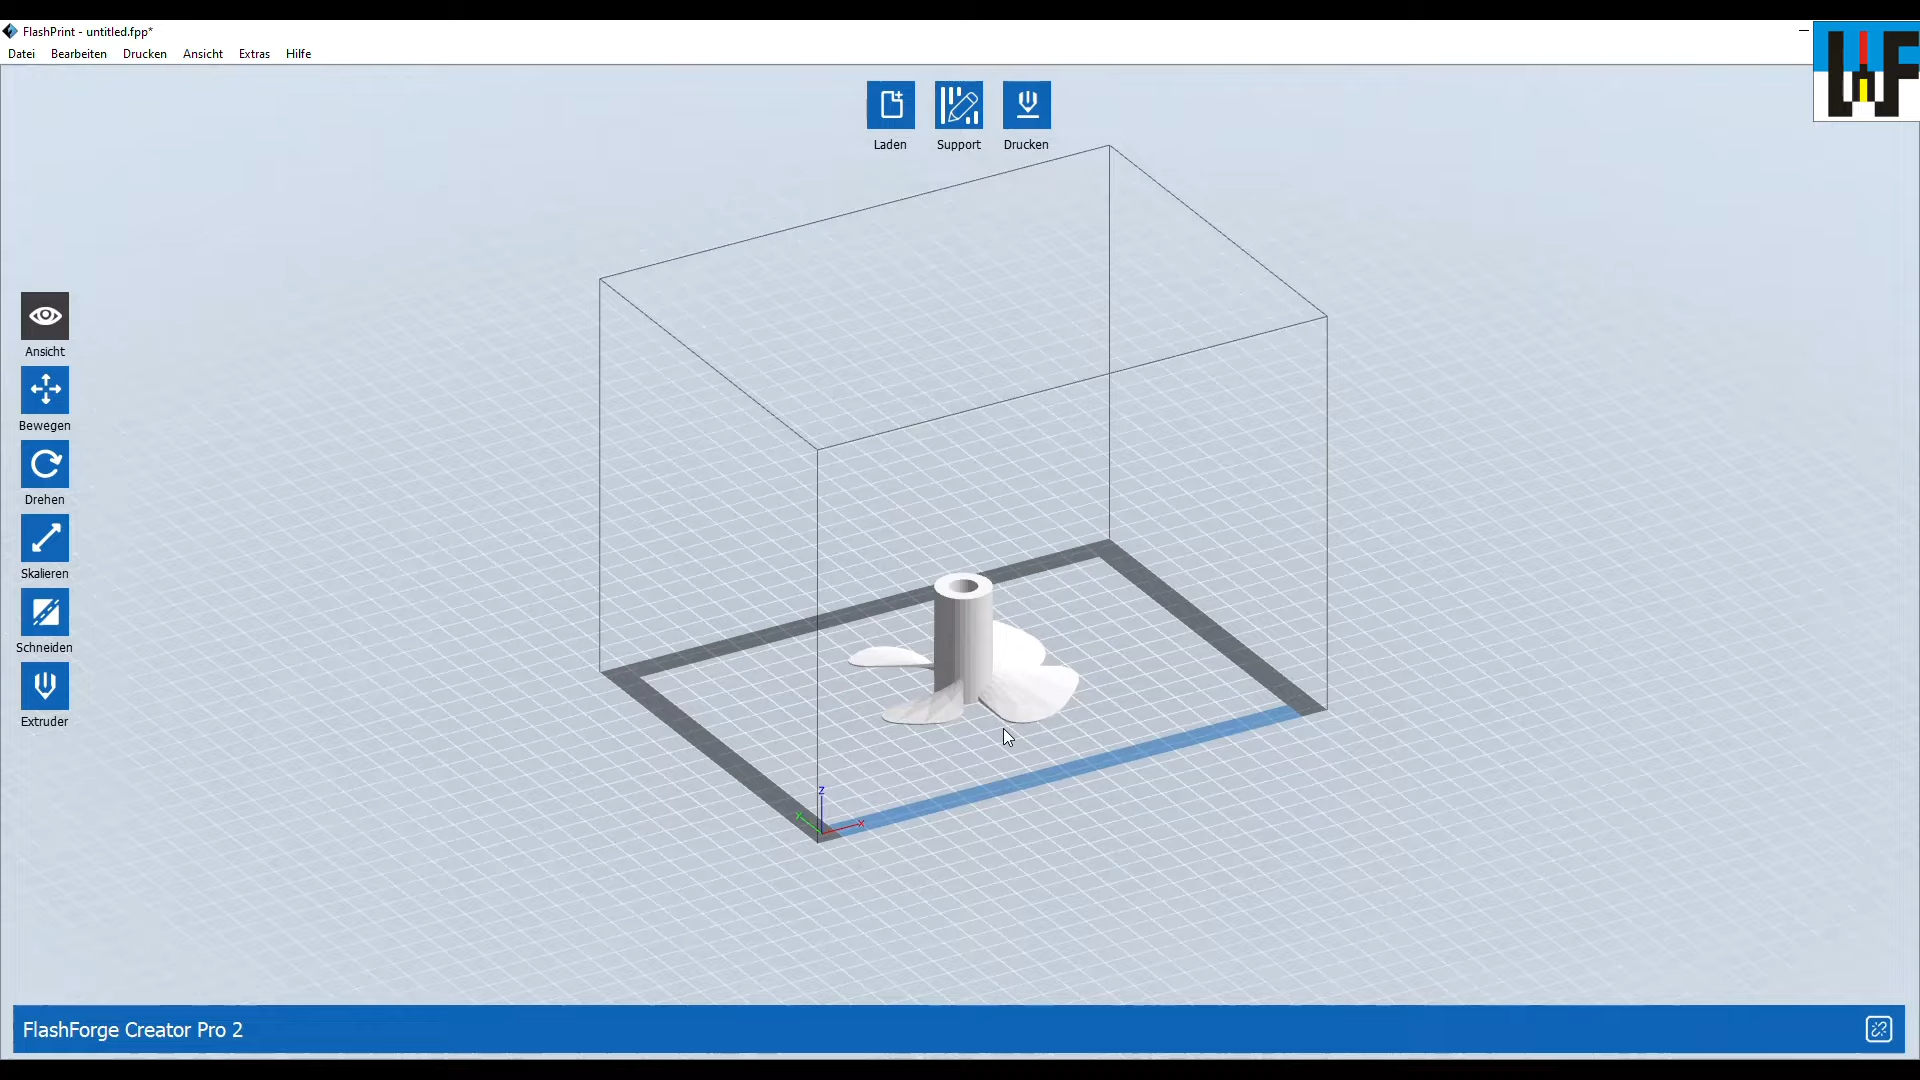 FlashPrint - untitled.fpp*
Datei Bearbeiten Drucken Ansicht Extras Hilfe
Laden Support Drucken
Ansicht
Bewegen
Drehen
Skalieren
Schneiden
Extruder
Z
Y
X
FlashForge Creator Pro 2